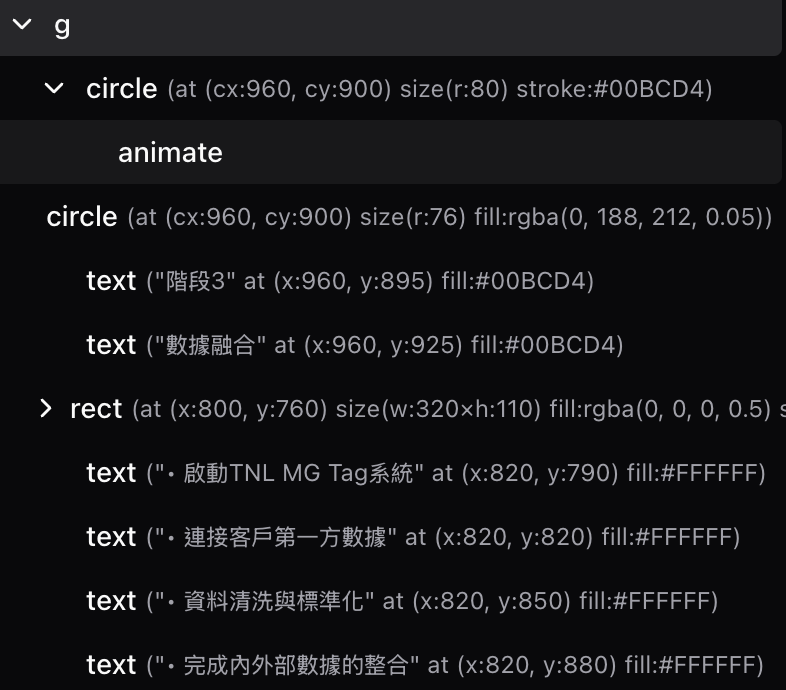 g
circle (at (cx:960, cy:900) size(r:80) stroke:#00BCD4)
animate
circle (at (cx:960, cy:900) size(r:76) fill:rgba(0, 188, 212, 0.05))
text ("階段3" at (x:960, y:895) fill:#00BCD4)
text ("數據融合" at (x:960, y:925) fill:#00BCD4)
rect (at (x:800, y:760) size(w:320×h:110) fill:rgba(0, 0, 0, 0.5) s
text ("• 啟動TNL MG Tag系統" at (x:820, y:790) fill:#FFFFFF)
text ("• 連接客戶第一方數據" at (x:820, y:820) fill:#FFFFFF)
text ("• 資料清洗與標準化" at (x:820, y:850) fill:#FFFFFF)
text ("• 完成內外部數據的整合" at (x:820, y:880) fill:#FFFFFF)